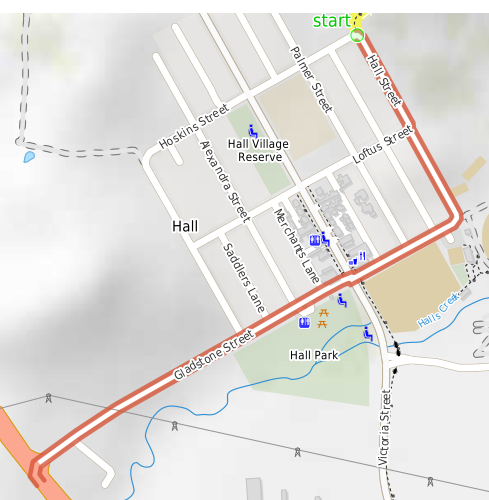 start
Palmer Street
Hall Street
Hoskins Street
Hall Village
Reserve
Loftus Street
Alexandra Street
Hall
Merchants Lane
Saddlers Lane
Halls Creek
Gladstone Street
Hall Park
Victoria Street